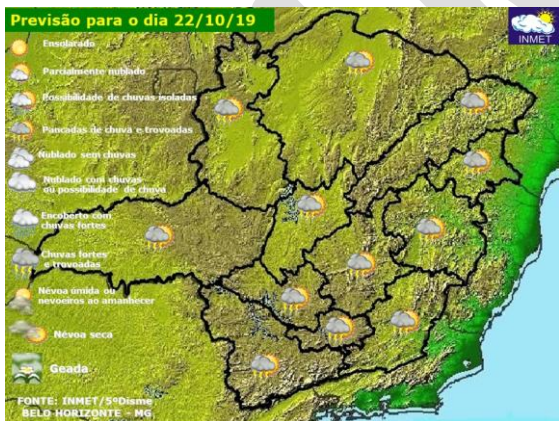 Previsão para o dia 22/10/19
INMET
Ensolarado
Parcialmente nublado
Possibilidade de chuvas isoladas
Pancadas de chuva e trovoadas
Nublado sem chuvas
Nublado com chuvas
ou possibilidade de chuva
Encoberto com
chuvas fortes
Chuvas fortes
e trovoadas
Névoa úmida ou
nevoeiros ao amanhecer
Névoa seca
Geada
FONTE: INMET/5ºDisme
BELO HORIZONTE - MG